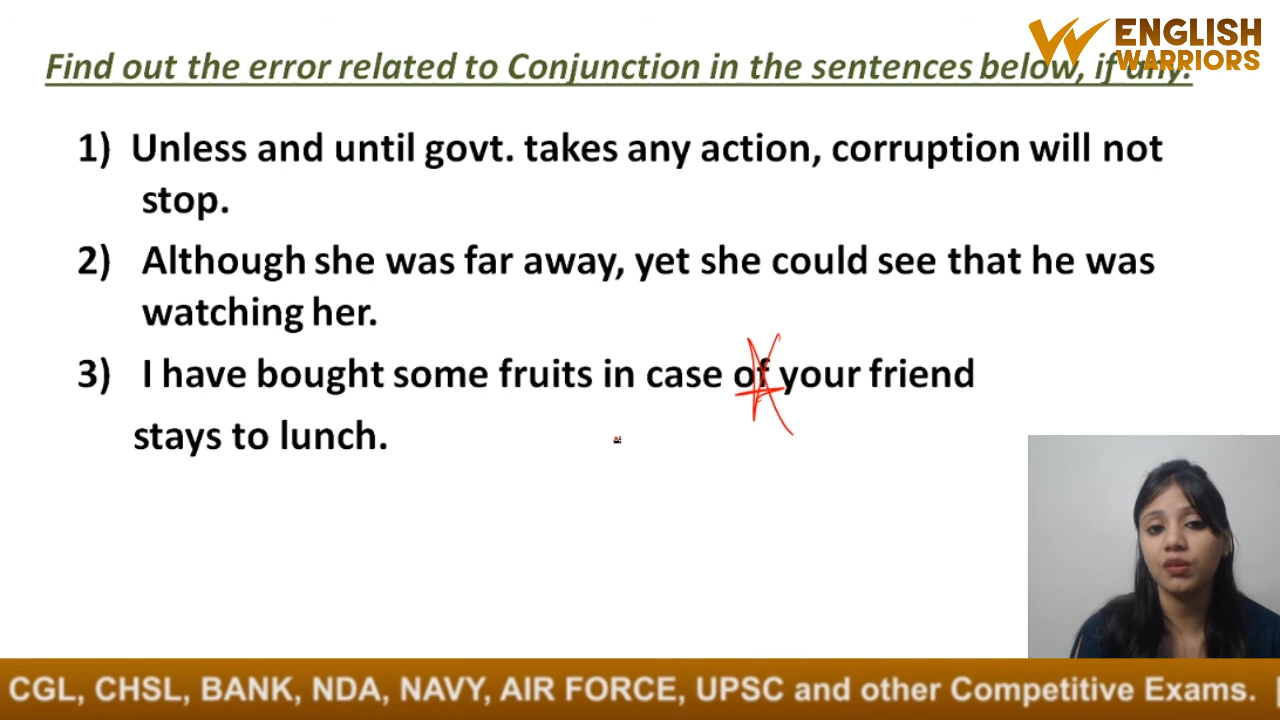 ENGLISH
WARRIORS
Find out the error related to Conjunction in the sentences below, if any.
1) Unless and until govt. takes any action, corruption will not
stop.
2) Although she was far away, yet she could see that he was
watching her.
3) I have bought some fruits in case of your friend
stays to lunch.
CGL, CHSL, BANK, NDA, NAVY, AIR FORCE, UPSC and other Competitive Exams.